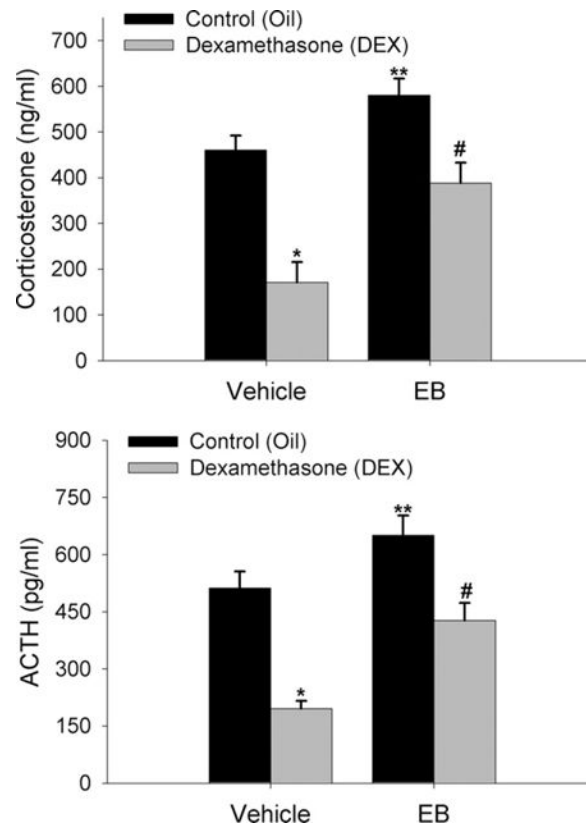 Control (Oil)
Dexamethasone (DEX)
Corticosterone (ng/ml)
700
600
500
400
300
200
100
0
**
#
*
Vehicle
EB
Control (Oil)
Dexamethasone (DEX)
ACTH (pg/ml)
900
750
600
450
300
150
0
**
#
*
Vehicle
EB